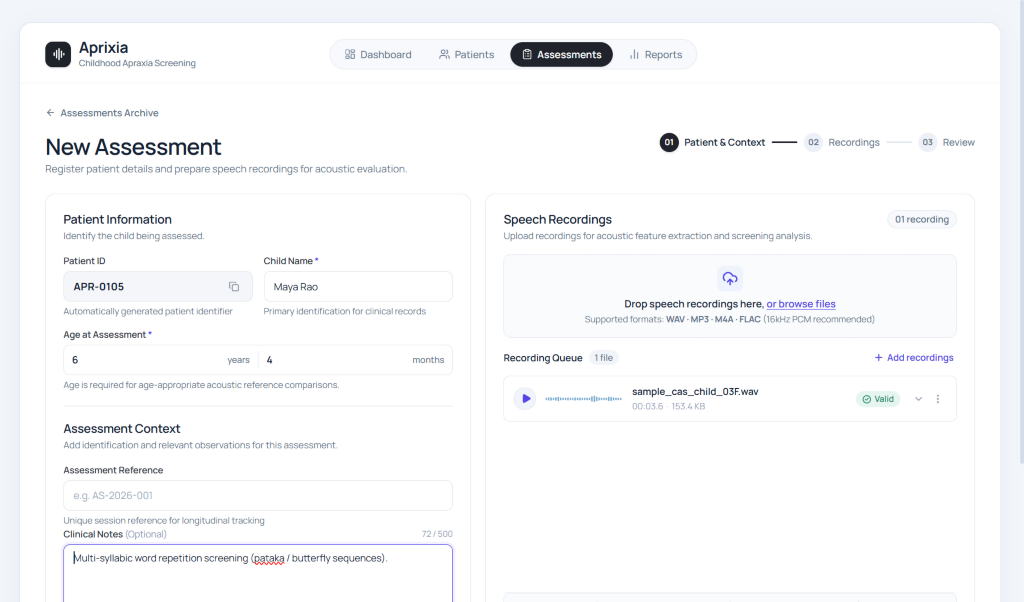 Aprixia
Childhood Apraxia Screening
Dashboard
Patients
Assessments
Reports
← Assessments Archive
New Assessment
Register patient details and prepare speech recordings for acoustic evaluation.
01 Patient & Context
02 Recordings
03 Review
Patient Information
Identify the child being assessed.
Patient ID
APR-0105
Automatically generated patient identifier
Child Name *
Maya Rao
Primary identification for clinical records
Age at Assessment *
6 years 4 months
Age is required for age-appropriate acoustic reference comparisons.
Assessment Context
Add identification and relevant observations for this assessment.
Assessment Reference
e.g. AS-2026-001
Unique session reference for longitudinal tracking
Clinical Notes (Optional) 72 / 500
Multi-syllabic word repetition screening (pataka / butterfly sequences).
Speech Recordings
01 recording
Upload recordings for acoustic feature extraction and screening analysis.
Drop speech recordings here, or browse files
Supported formats: WAV · MP3 · M4A · FLAC (16kHz PCM recommended)
Recording Queue 1 file
+ Add recordings
sample_cas_child_03F.wav
00:03.6 · 153.4 KB
Valid